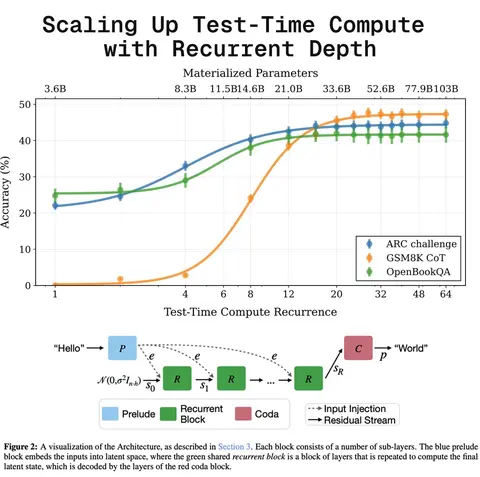 Scaling Up Test-Time Compute
with Recurrent Depth
Materialized Parameters
3.6B 8.3B 11.5B 14.6B 21.0B 33.6B 52.6B 77.9B 103B
Accuracy (%)
50
40
30
20
10
0
ARC challenge
GSM8K CoT
OpenBookQA
1 4 6 8 12 20 32 48 64
Test-Time Compute Recurrence
"Hello" P C p "World"
e e e
N(0,σ²Iₙ·ₕ) s₀ R s₁ R ... R sR
Prelude Recurrent Block Coda
Input Injection
Residual Stream
Figure 2: A visualization of the Architecture, as described in Section 3. Each block consists of a number of sub-layers. The blue prelude
block embeds the inputs into latent space, where the green shared recurrent block is a block of layers that is repeated to compute the final
latent state, which is decoded by the layers of the red coda block.